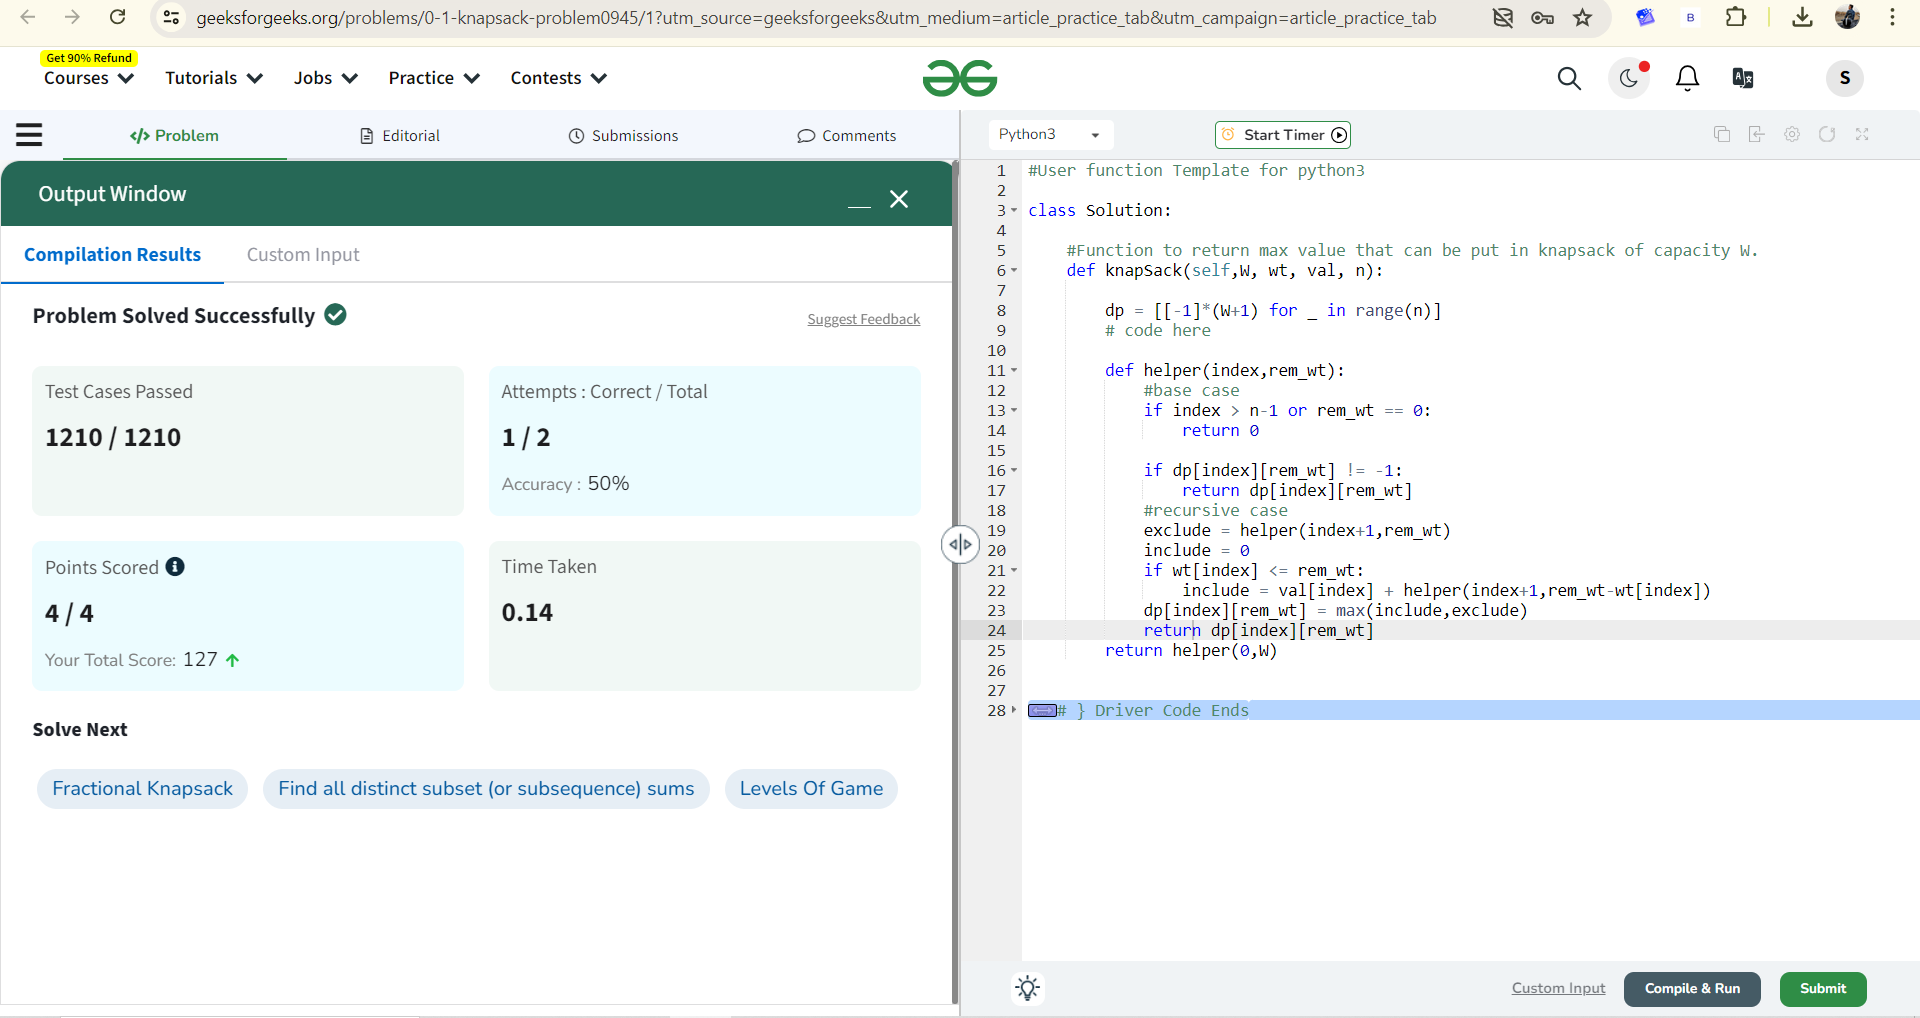 geeksforgeeks.org/problems/0-1-knapsack-problem0945/1?utm_source=geeksforgeeks&utm_medium=article_practice_tab&utm_campaign=article_practice_tab
B
Get 90% Refund
Courses
Tutorials
Jobs
Practice
Contests
S
</> Problem
Editorial
Submissions
Comments
Output Window
Compilation Results
Custom Input
Problem Solved Successfully
Suggest Feedback
Test Cases Passed
1210 / 1210
Attempts : Correct / Total
1 / 2
Accuracy : 50%
Points Scored
4 / 4
Your Total Score: 127
Time Taken
0.14
Solve Next
Fractional Knapsack
Find all distinct subset (or subsequence) sums
Levels Of Game
Python3
Start Timer
1 #User function Template for python3
2
3 class Solution:
4
5     #Function to return max value that can be put in knapsack of capacity W.
6     def knapSack(self,W, wt, val, n):
7
8         dp = [[-1]*(W+1) for _ in range(n)]
9         # code here
10
11         def helper(index,rem_wt):
12             #base case
13             if index > n-1 or rem_wt == 0:
14                 return 0
15
16             if dp[index][rem_wt] != -1:
17                 return dp[index][rem_wt]
18             #recursive case
19             exclude = helper(index+1,rem_wt)
20             include = 0
21             if wt[index] <= rem_wt:
22                 include = val[index] + helper(index+1,rem_wt-wt[index])
23             dp[index][rem_wt] = max(include,exclude)
24             return dp[index][rem_wt]
25         return helper(0,W)
26
27
28 # } Driver Code Ends
Custom Input
Compile & Run
Submit